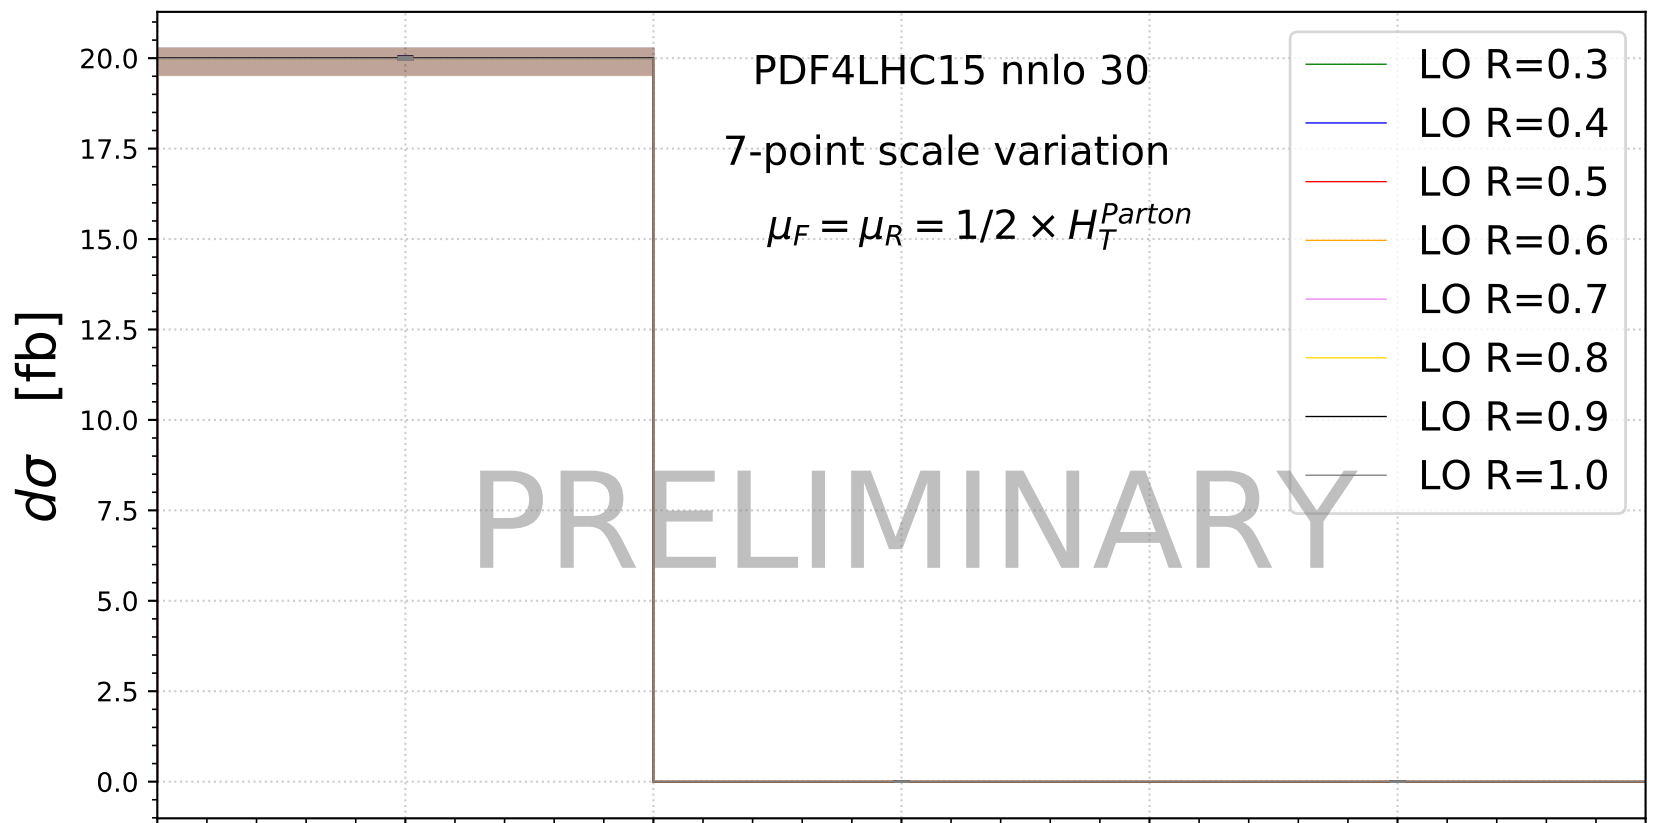 20.0
17.5
15.0
12.5
10.0
7.5
5.0
2.5
0.0
dσ [fb]
PDF4LHC15 nnlo 30
7-point scale variation
μ_F = μ_R = 1/2 × H_T^{Parton}
LO R=0.3
LO R=0.4
LO R=0.5
LO R=0.6
LO R=0.7
LO R=0.8
LO R=0.9
LO R=1.0
PRELIMINARY